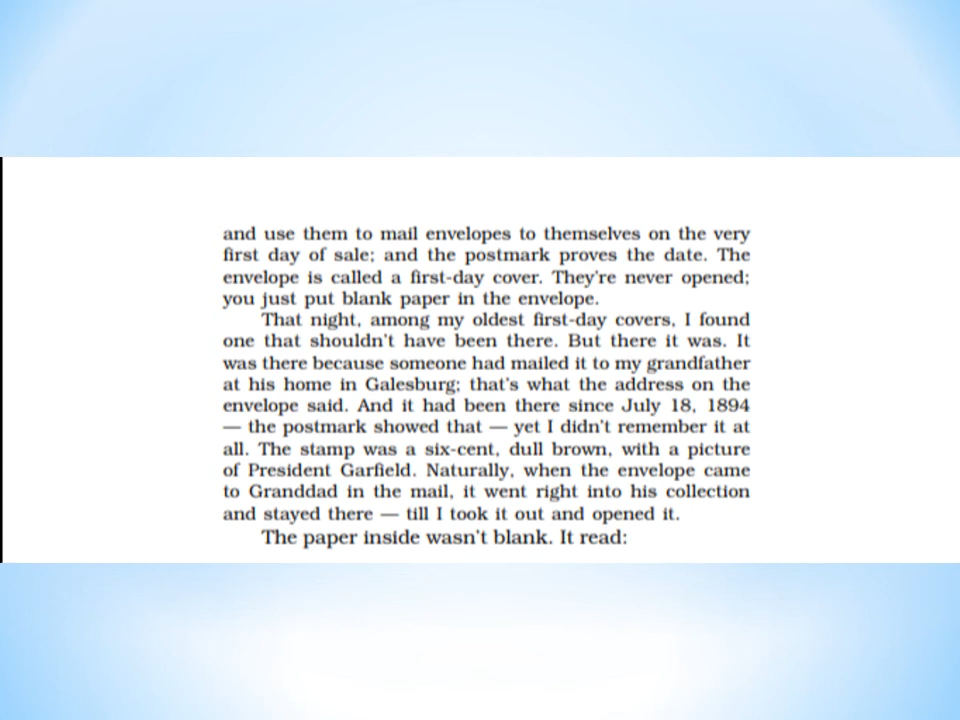 and use them to mail envelopes to themselves on the very
first day of sale; and the postmark proves the date. The
envelope is called a first-day cover. They're never opened;
you just put blank paper in the envelope.
That night, among my oldest first-day covers, I found
one that shouldn't have been there. But there it was. It
was there because someone had mailed it to my grandfather
at his home in Galesburg; that's what the address on the
envelope said. And it had been there since July 18, 1894
— the postmark showed that — yet I didn't remember it at
all. The stamp was a six-cent, dull brown, with a picture
of President Garfield. Naturally, when the envelope came
to Granddad in the mail, it went right into his collection
and stayed there — till I took it out and opened it.
The paper inside wasn't blank. It read: